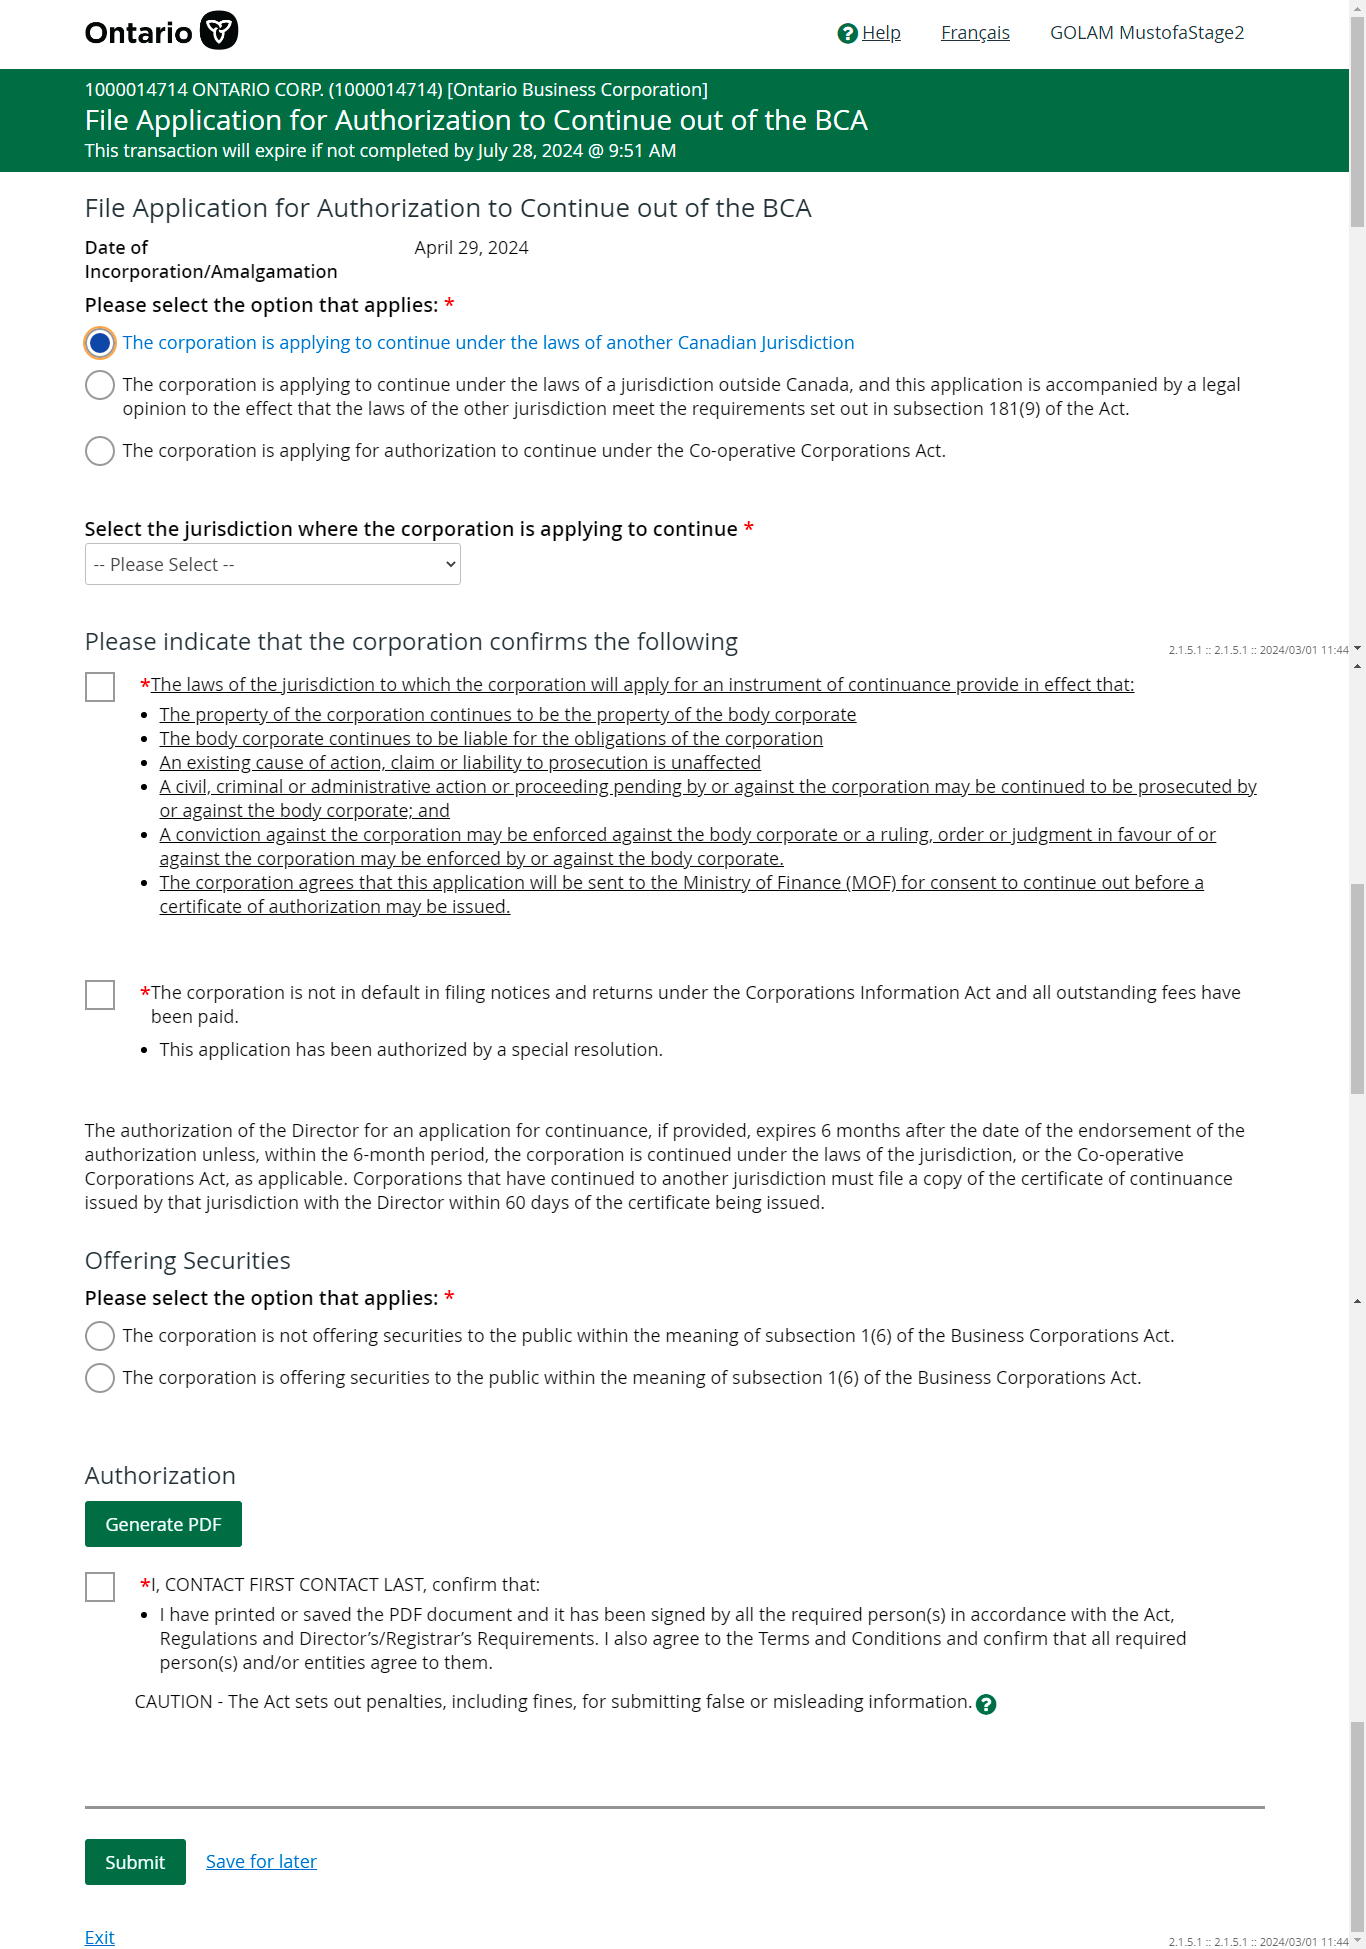 Ontario
Help Français GOLAM MustofaStage2
1000014714 ONTARIO CORP. (1000014714) [Ontario Business Corporation]
File Application for Authorization to Continue out of the BCA
This transaction will expire if not completed by July 28, 2024 @ 9:51 AM
File Application for Authorization to Continue out of the BCA
Date of April 29, 2024
Incorporation/Amalgamation
Please select the option that applies: *
The corporation is applying to continue under the laws of another Canadian Jurisdiction
The corporation is applying to continue under the laws of a jurisdiction outside Canada, and this application is accompanied by a legal
opinion to the effect that the laws of the other jurisdiction meet the requirements set out in subsection 181(9) of the Act.
The corporation is applying for authorization to continue under the Co-operative Corporations Act.
Select the jurisdiction where the corporation is applying to continue *
-- Please Select --
Please indicate that the corporation confirms the following
2.1.5.1 :: 2.1.5.1 :: 2024/03/01 11:44
*The laws of the jurisdiction to which the corporation will apply for an instrument of continuance provide in effect that:
• The property of the corporation continues to be the property of the body corporate
• The body corporate continues to be liable for the obligations of the corporation
• An existing cause of action, claim or liability to prosecution is unaffected
• A civil, criminal or administrative action or proceeding pending by or against the corporation may be continued to be prosecuted by
or against the body corporate; and
• A conviction against the corporation may be enforced against the body corporate or a ruling, order or judgment in favour of or
against the corporation may be enforced by or against the body corporate.
• The corporation agrees that this application will be sent to the Ministry of Finance (MOF) for consent to continue out before a
certificate of authorization may be issued.
*The corporation is not in default in filing notices and returns under the Corporations Information Act and all outstanding fees have
been paid.
• This application has been authorized by a special resolution.
The authorization of the Director for an application for continuance, if provided, expires 6 months after the date of the endorsement of the
authorization unless, within the 6-month period, the corporation is continued under the laws of the jurisdiction, or the Co-operative
Corporations Act, as applicable. Corporations that have continued to another jurisdiction must file a copy of the certificate of continuance
issued by that jurisdiction with the Director within 60 days of the certificate being issued.
Offering Securities
Please select the option that applies: *
The corporation is not offering securities to the public within the meaning of subsection 1(6) of the Business Corporations Act.
The corporation is offering securities to the public within the meaning of subsection 1(6) of the Business Corporations Act.
Authorization
Generate PDF
*I, CONTACT FIRST CONTACT LAST, confirm that:
• I have printed or saved the PDF document and it has been signed by all the required person(s) in accordance with the Act,
Regulations and Director’s/Registrar’s Requirements. I also agree to the Terms and Conditions and confirm that all required
person(s) and/or entities agree to them.
CAUTION - The Act sets out penalties, including fines, for submitting false or misleading information.
Submit Save for later
Exit
2.1.5.1 :: 2.1.5.1 :: 2024/03/01 11:44